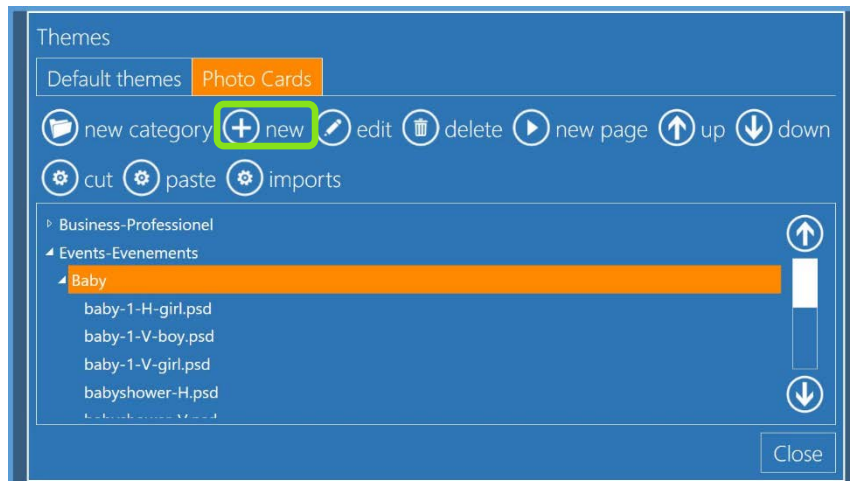 Themes
Default themes Photo Cards
new category new edit delete new page up down
cut paste imports
Business-Professionel
Events-Evenements
Baby
baby-1-H-girl.psd
baby-1-V-boy.psd
baby-1-V-girl.psd
babyshower-H.psd
Close